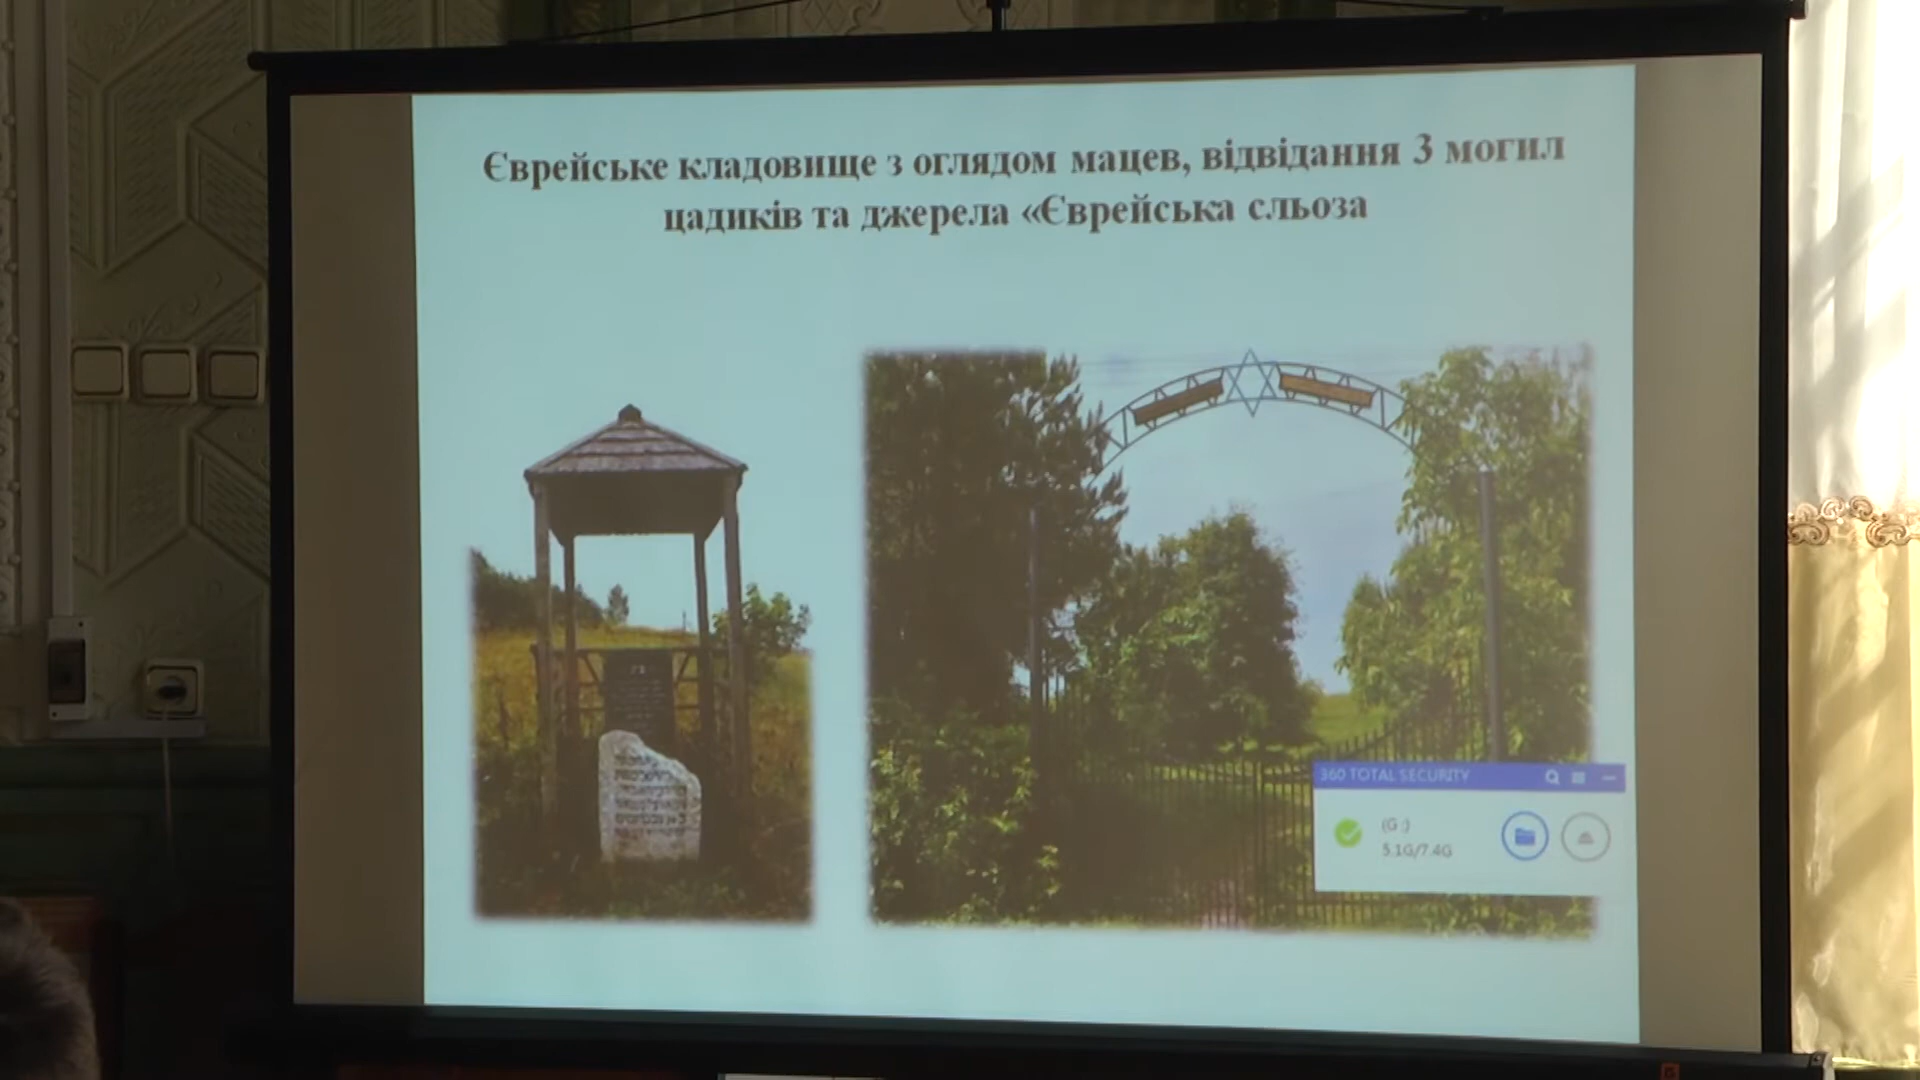 Єврейське кладовище з оглядом мацев, відвідання 3 могил
цадиків та джерела «Єврейська сльоза
360 TOTAL SECURITY
(G:)
5.1G/7.4G